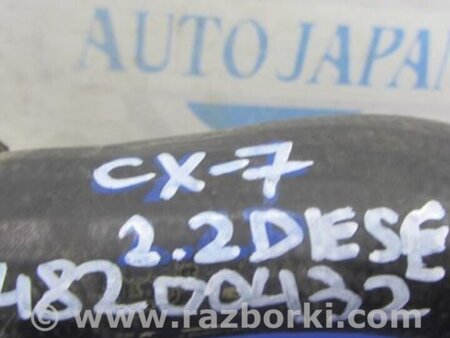 AUTO JAPAN
CX-7
2.2DIESE
48200432
© www.razborki.com